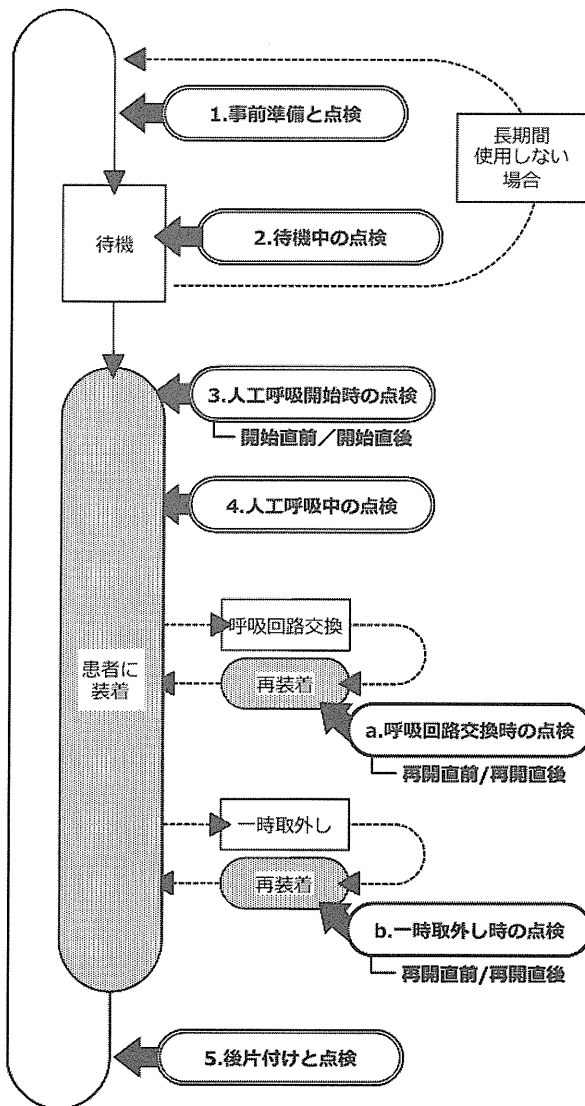 1.事前準備と点検
長期間
使用しない
場合
待機
2.待機中の点検
3.人工呼吸開始時の点検
開始直前／開始直後
4.人工呼吸中の点検
呼吸回路交換
患者に
装着
再装着
a.呼吸回路交換時の点検
再開直前/再開直後
一時取外し
再装着
b.一時取外し時の点検
再開直前/再開直後
5.後片付けと点検